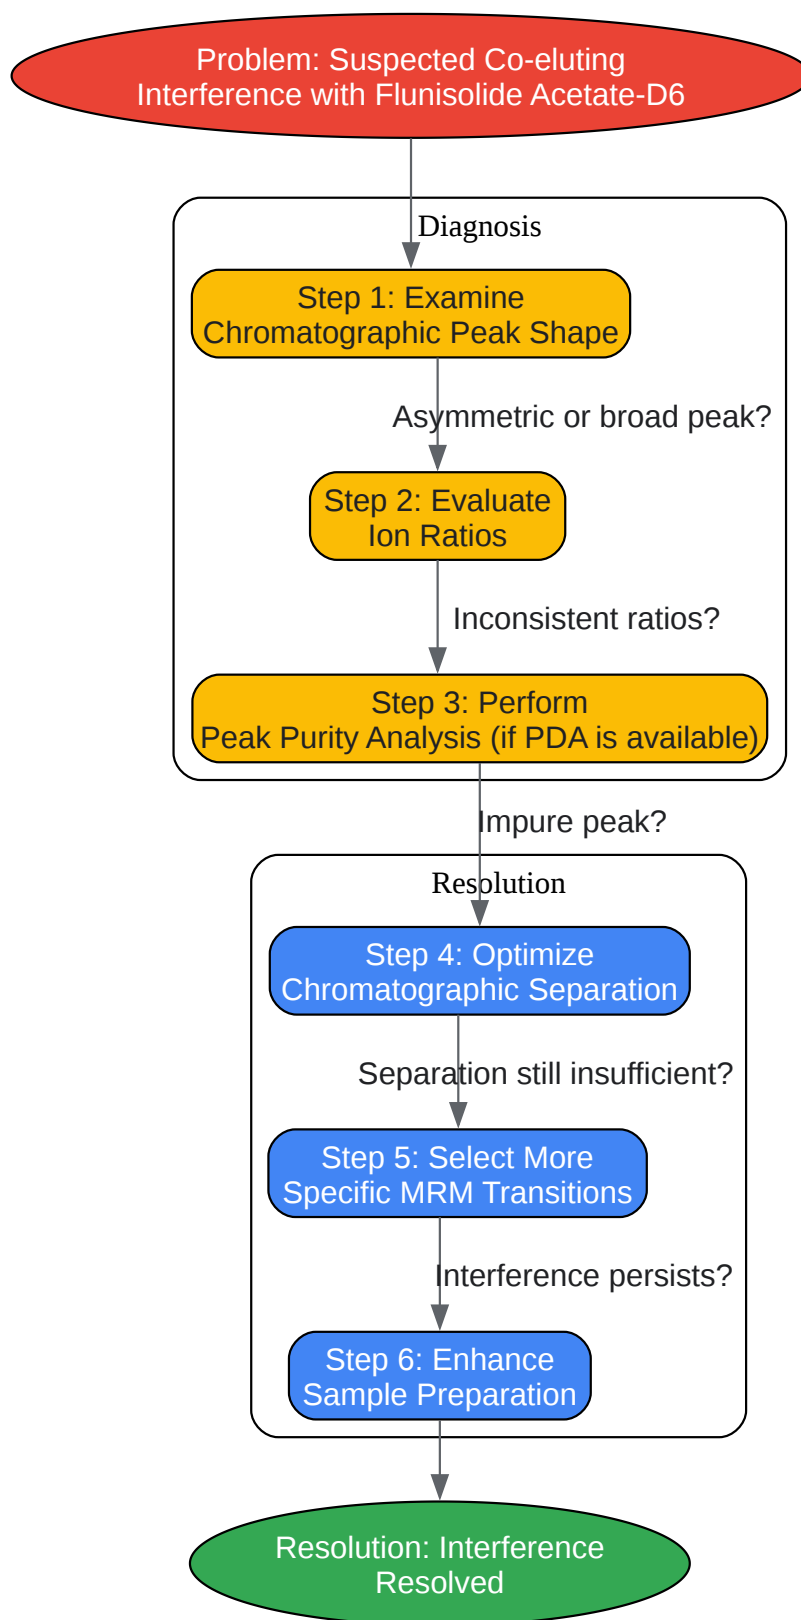 Problem: Suspected Co-eluting
Interference with Flunisolide Acetate-D6
Diagnosis
Step 1: Examine
Chromatographic Peak Shape
Asymmetric or broad peak?
Step 2: Evaluate
Ion Ratios
Inconsistent ratios?
Step 3: Perform
Peak Purity Analysis (if PDA is available)
Impure peak?
Resolution
Step 4: Optimize
Chromatographic Separation
Separation still insufficient?
Step 5: Select More
Specific MRM Transitions
Interference persists?
Step 6: Enhance
Sample Preparation
Resolution: Interference
Resolved